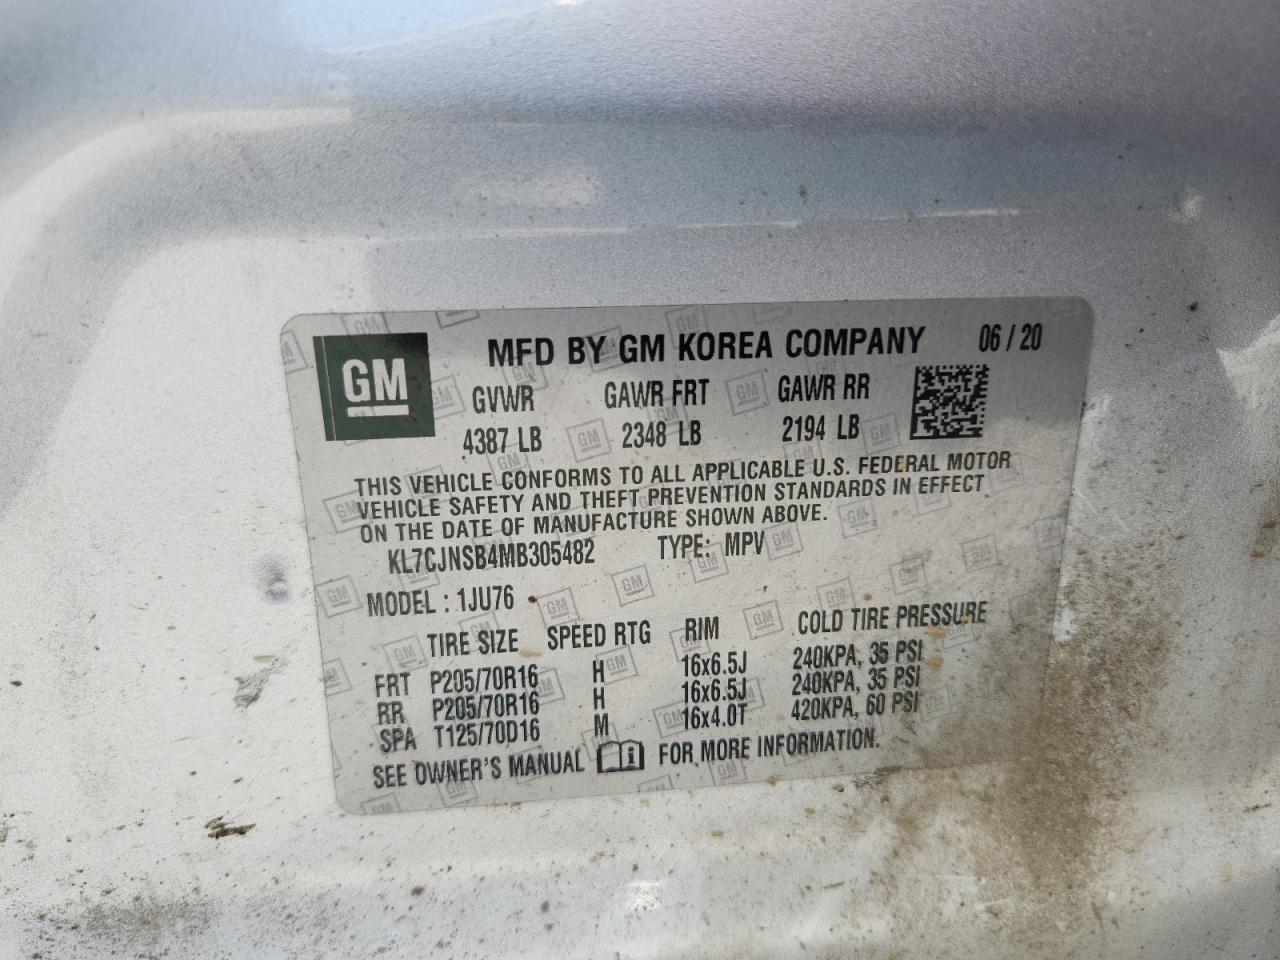 GM
MFD BY GM KOREA COMPANY 06 / 20
GVWR GAWR FRT GAWR RR
4387 LB 2348 LB 2194 LB
THIS VEHICLE CONFORMS TO ALL APPLICABLE U.S. FEDERAL MOTOR
VEHICLE SAFETY AND THEFT PREVENTION STANDARDS IN EFFECT
ON THE DATE OF MANUFACTURE SHOWN ABOVE.
KL7CJNSB4MB305482 TYPE: MPV
MODEL : 1JU76
TIRE SIZE SPEED RTG RIM COLD TIRE PRESSURE
FRT P205/70R16 H 16x6.5J 240KPA, 35 PSI
RR P205/70R16 H 16x6.5J 240KPA, 35 PSI
SPA T125/70D16 M 16x4.0T 420KPA, 60 PSI
SEE OWNER'S MANUAL i FOR MORE INFORMATION.